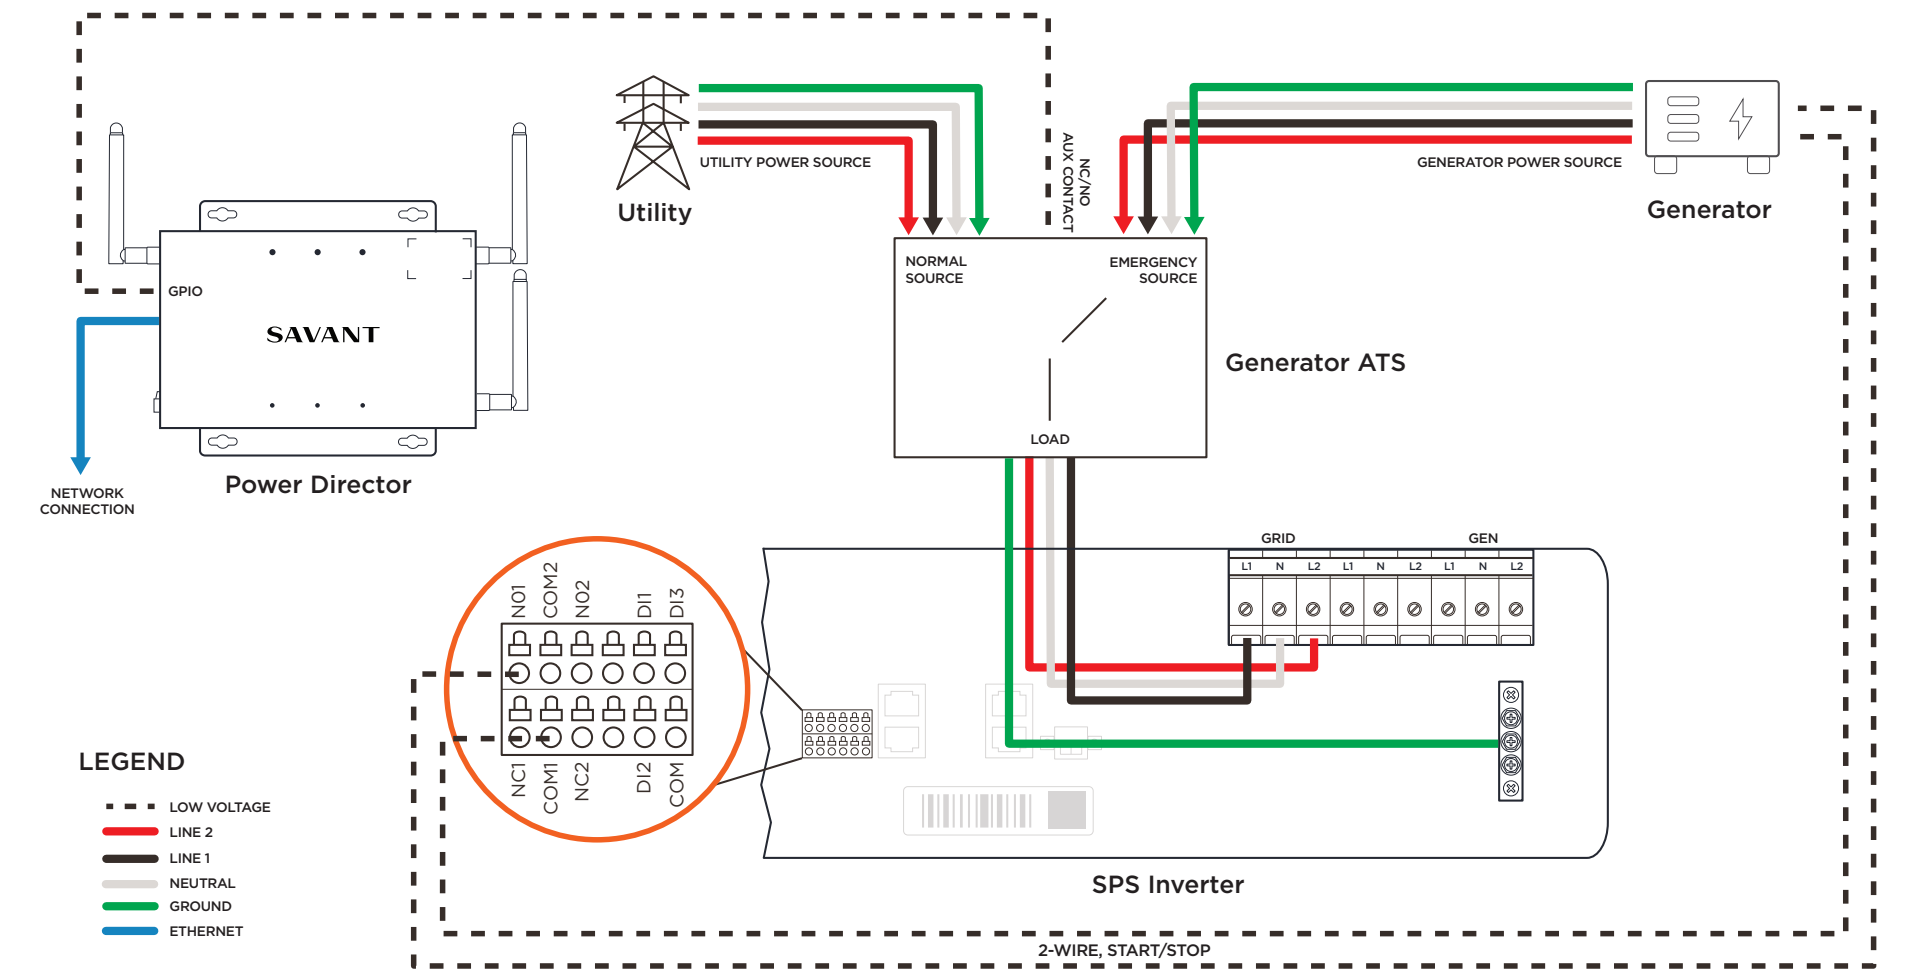 NC/NO
AUX CONTACT
UTILITY POWER SOURCE
GENERATOR POWER SOURCE
Utility
Generator
NORMAL
SOURCE
EMERGENCY
SOURCE
GPIO
SAVANT
Generator ATS
LOAD
Power Director
NETWORK
CONNECTION
GRID
GEN
L1 N L2 L1 N L2 L1 N L2
NO1 COM2 NO2 DI1 DI3
NC1 COM1 NC2 DI2 COM
LEGEND
LOW VOLTAGE
LINE 2
LINE 1
NEUTRAL
GROUND
ETHERNET
SPS Inverter
2-WIRE, START/STOP